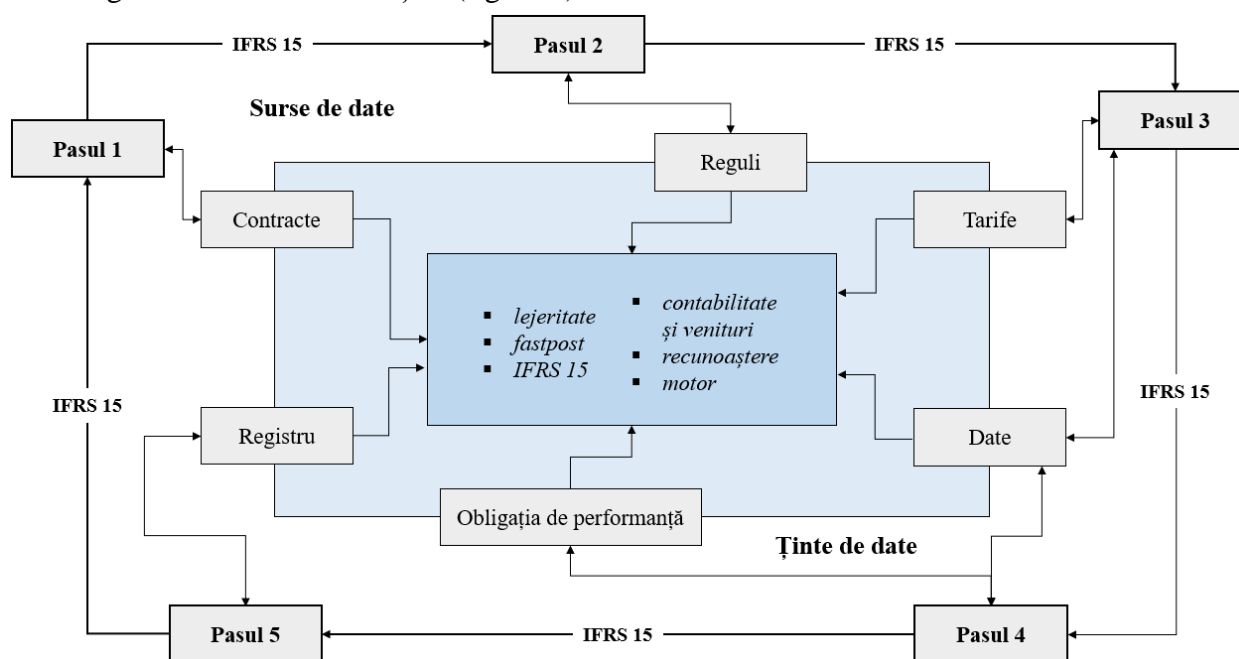 IFRS 15
Pasul 2
IFRS 15
Surse de date
Pasul 1
Pasul 3
Reguli
Contracte
Tarife
▪ lejeritate
▪ fastpost
▪ IFRS 15
▪ contabilitate
și venituri
▪ recunoaștere
▪ motor
IFRS 15
IFRS 15
Registru
Date
Obligația de performanță
Ținte de date
Pasul 5
IFRS 15
Pasul 4